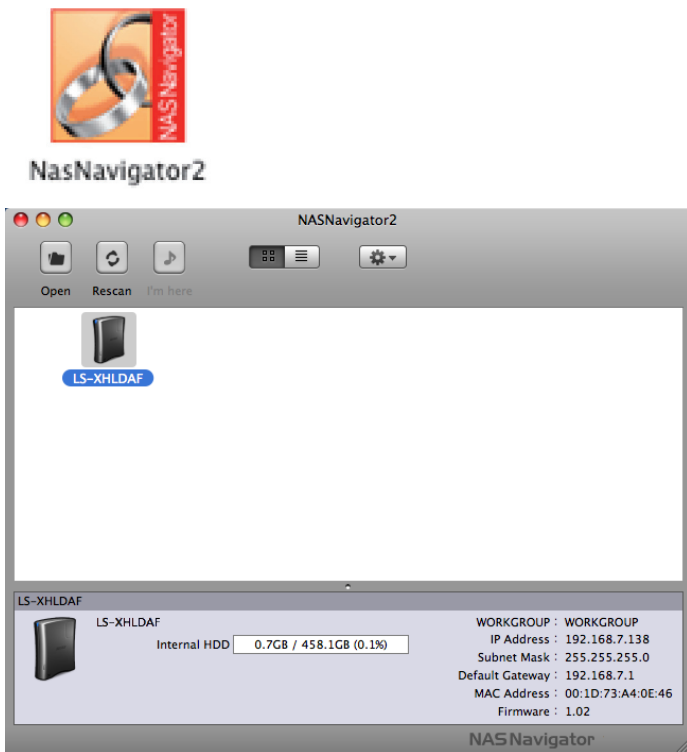 NAS Navigator
NasNavigator2
NASNavigator2
Open Rescan I'm here
LS-XHLDAF
LS-XHLDAF
LS-XHLDAF
Internal HDD 0.7GB / 458.1GB (0.1%)
WORKGROUP : WORKGROUP
IP Address : 192.168.7.138
Subnet Mask : 255.255.255.0
Default Gateway : 192.168.7.1
MAC Address : 00:1D:73:A4:0E:46
Firmware : 1.02
NAS Navigator